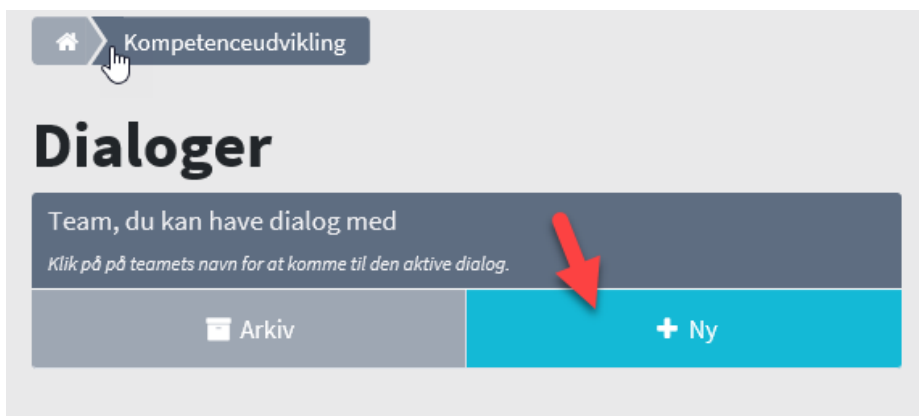 Kompetenceudvikling
Dialoger
Team, du kan have dialog med
Klik på på teamets navn for at komme til den aktive dialog.
Arkiv
Ny